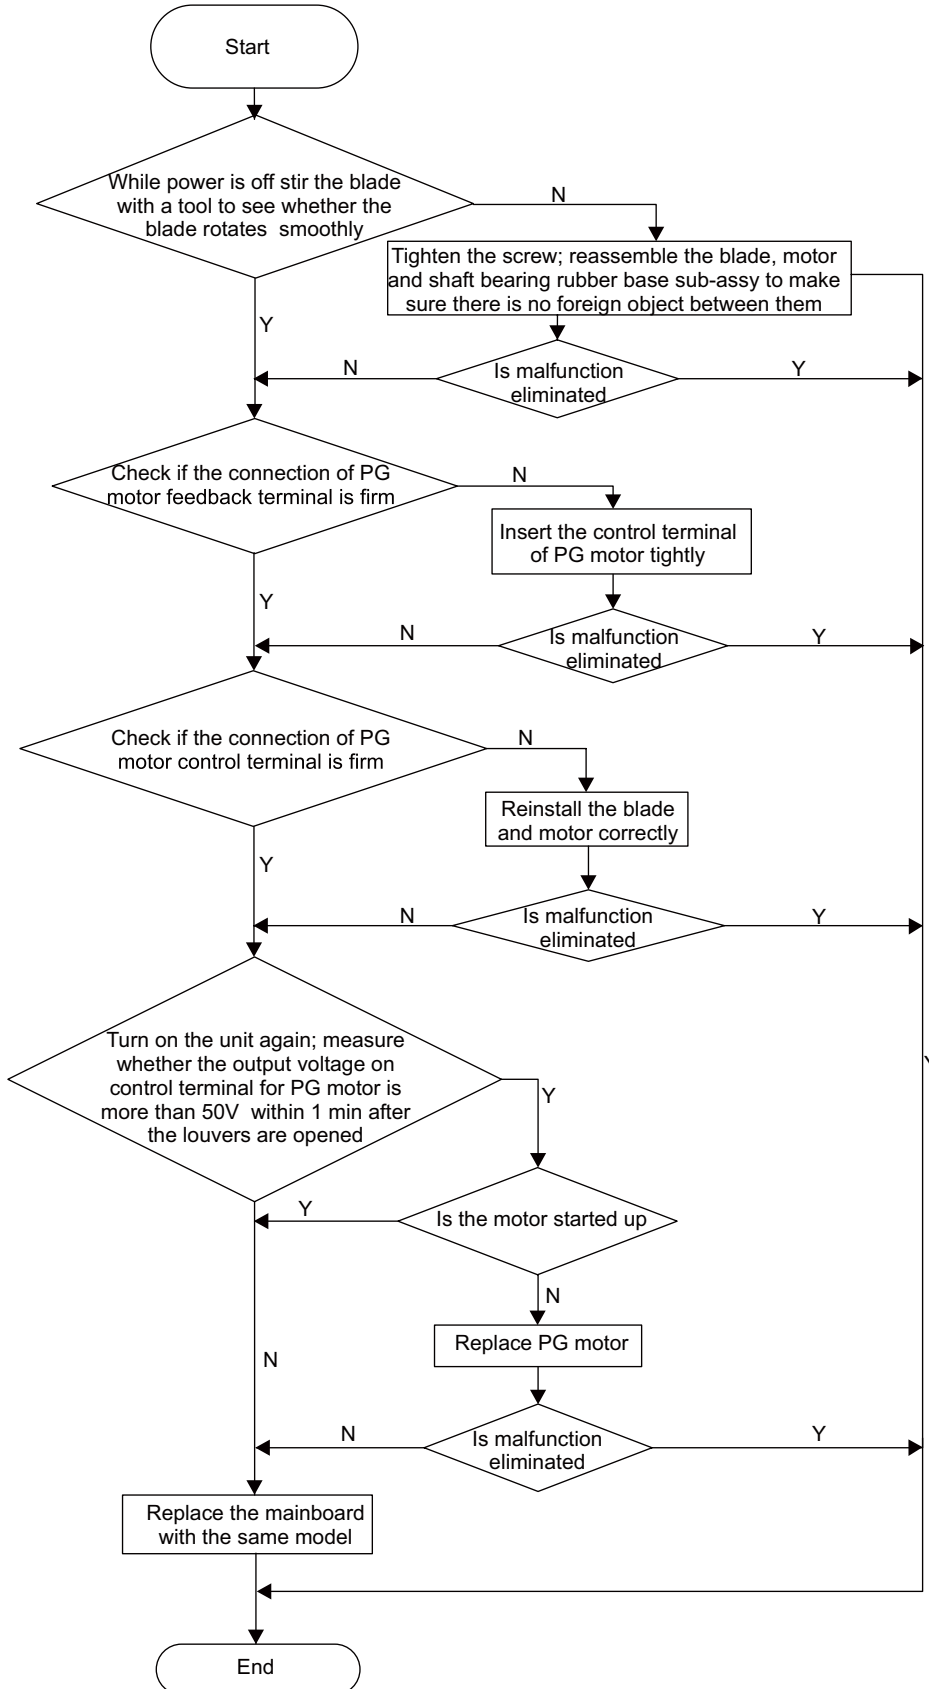 Start
While power is off stir the blade
with a tool to see whether the
blade rotates smoothly
N
Tighten the screw; reassemble the blade, motor
and shaft bearing rubber base sub-assy to make
sure there is no foreign object between them
Y
Is malfunction
eliminated
N
Y
Check if the connection of PG
motor feedback terminal is firm
N
Insert the control terminal
of PG motor tightly
Y
Is malfunction
eliminated
N
Y
Check if the connection of PG
motor control terminal is firm
N
Reinstall the blade
and motor correctly
Y
Is malfunction
eliminated
N
Y
Turn on the unit again; measure
whether the output voltage on
control terminal for PG motor is
more than 50V within 1 min after
the louvers are opened
Y
Is the motor started up
Y
N
Replace PG motor
N
Is malfunction
eliminated
N
Y
Replace the mainboard
with the same model
End